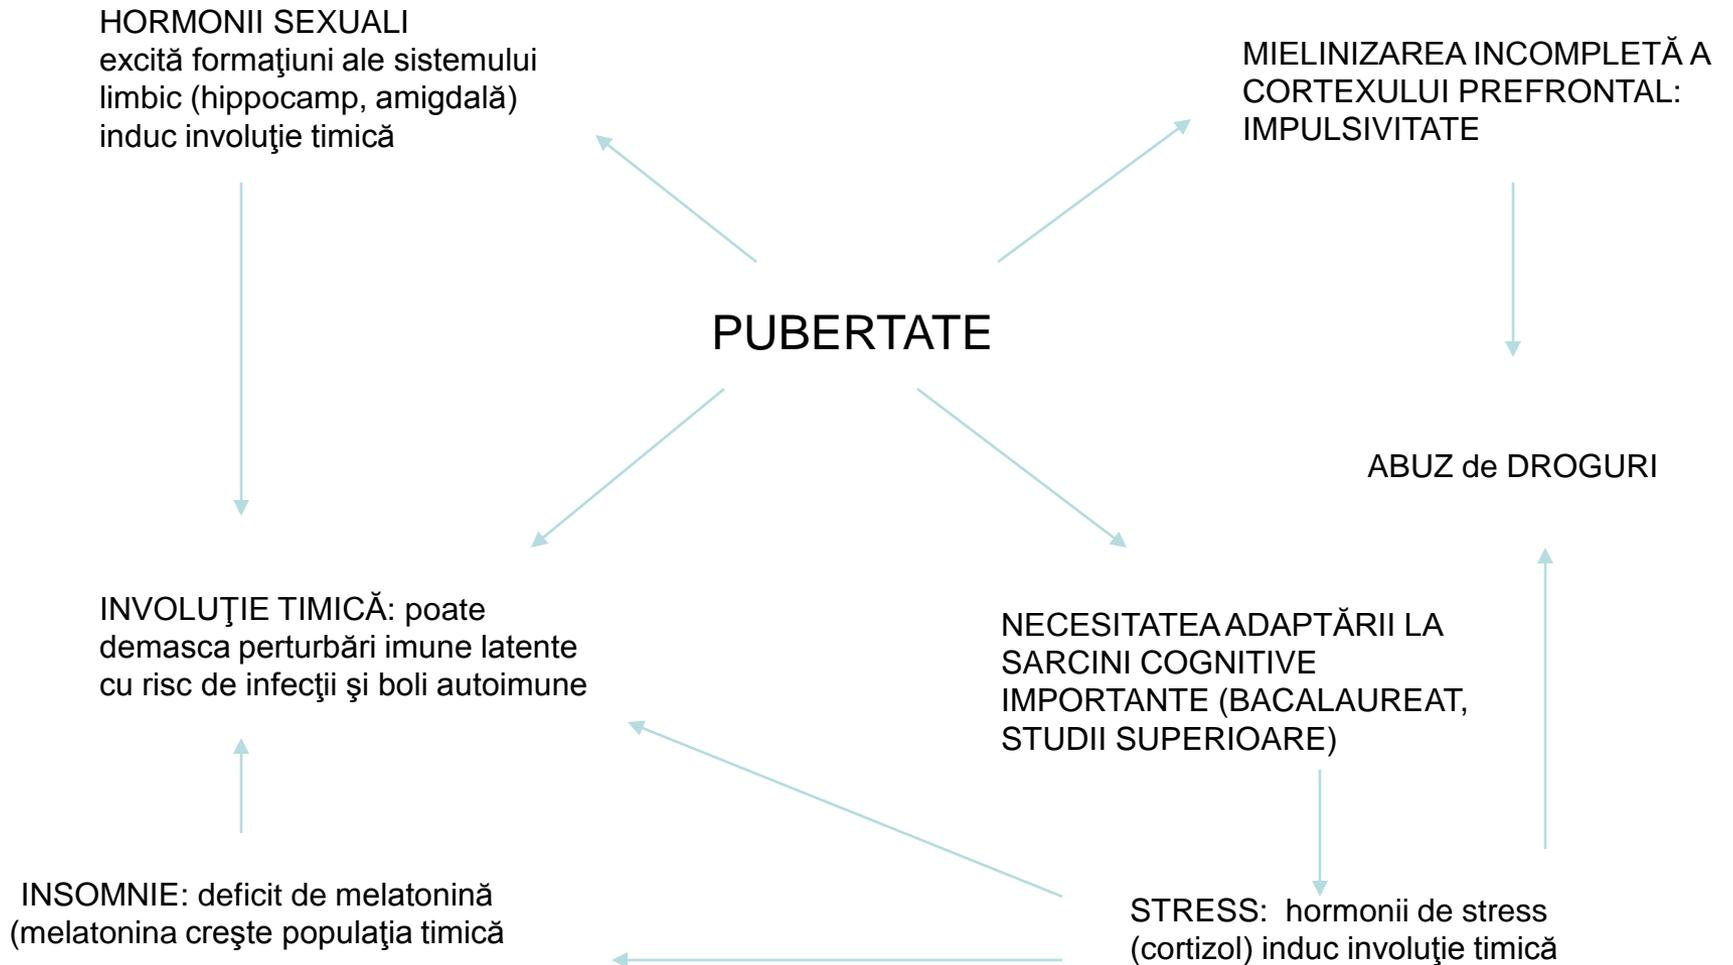 HORMONII SEXUALI
excită formaţiuni ale sistemului
limbic (hippocamp, amigdală)
induc involuţie timică
MIELINIZAREA INCOMPLETĂ A
CORTEXULUI PREFRONTAL:
IMPULSIVITATE
PUBERTATE
ABUZ de DROGURI
INVOLUŢIE TIMICĂ: poate
demasca perturbări imune latente
cu risc de infecţii şi boli autoimune
NECESITATEA ADAPTĂRII LA
SARCINI COGNITIVE
IMPORTANTE (BACALAUREAT,
STUDII SUPERIOARE)
INSOMNIE: deficit de melatonină
(melatonina creşte populaţia timică
STRESS: hormonii de stress
(cortizol) induc involuţie timică